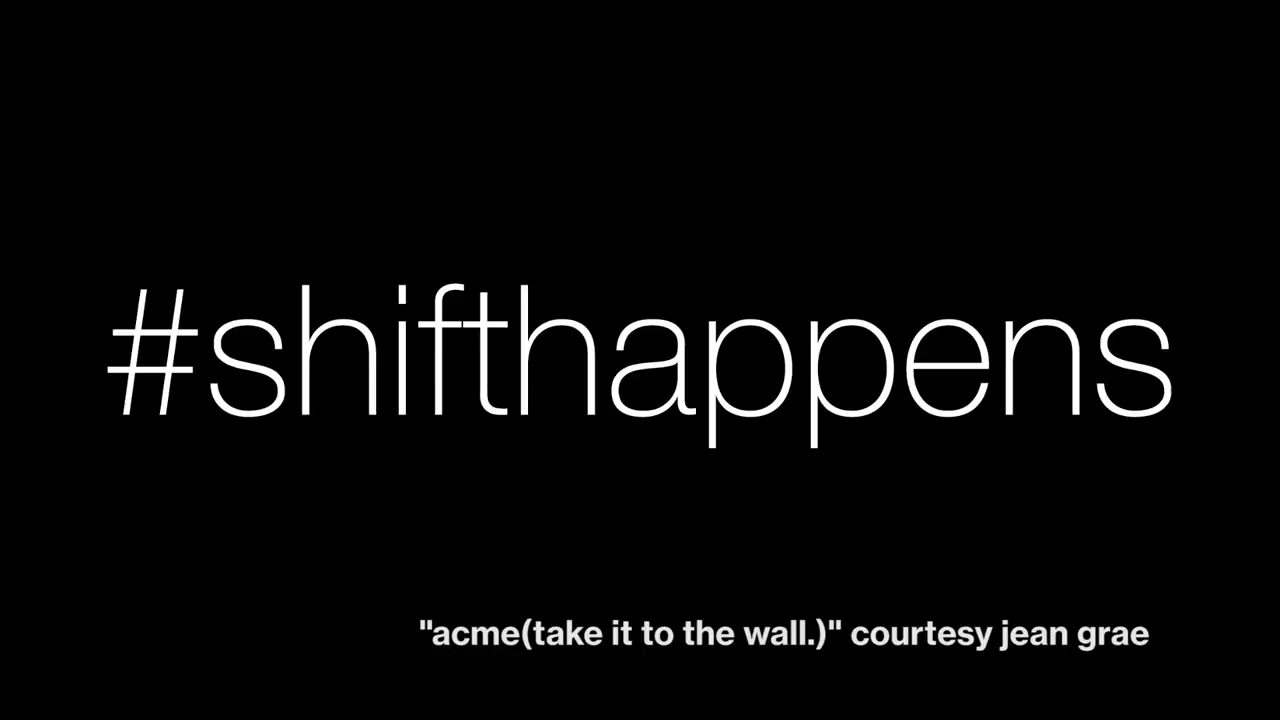 #shifthappens
"acme(take it to the wall.)" courtesy jean grae